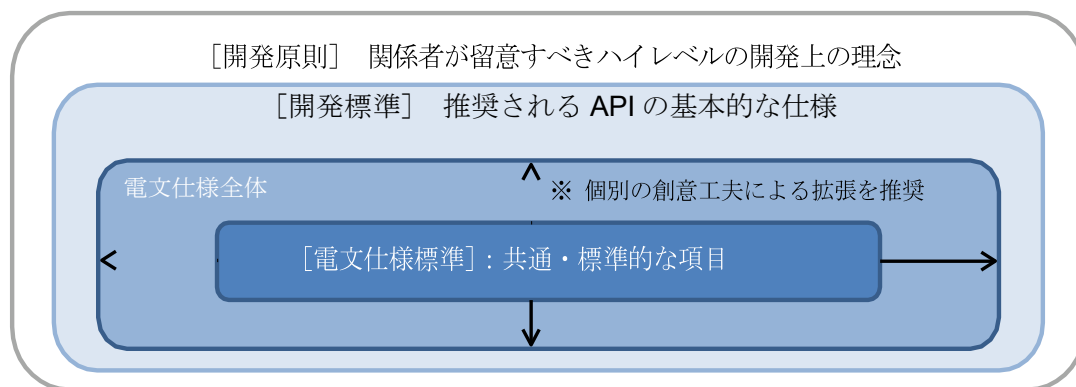 ［開発原則］ 関係者が留意すべきハイレベルの開発上の理念
［開発標準］ 推奨される API の基本的な仕様
電文仕様全体
※ 個別の創意工夫による拡張を推奨
［電文仕様標準］：共通・標準的な項目